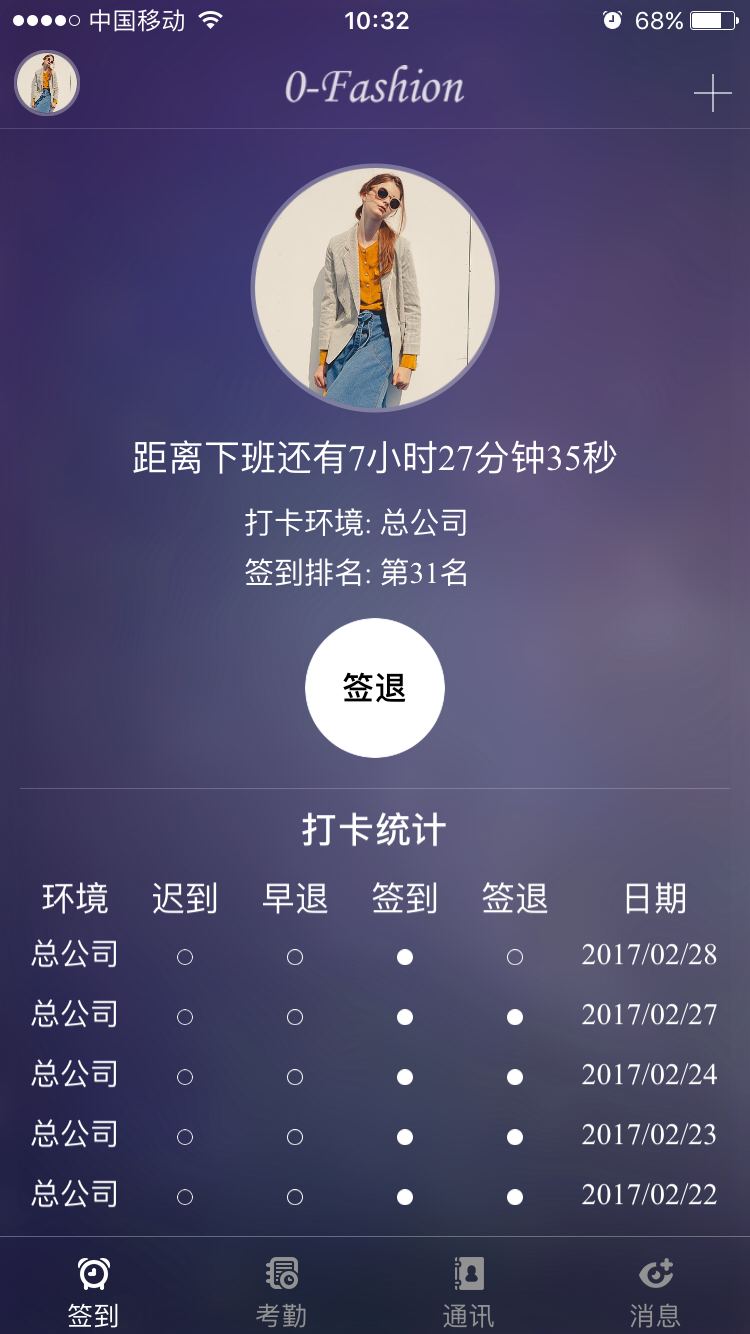 中国移动 10:32 68%
0-Fashion
距离下班还有7小时27分钟35秒
打卡环境: 总公司
签到排名: 第31名
签退
打卡统计
环境 迟到 早退 签到 签退 日期
总公司 2017/02/28
总公司 2017/02/27
总公司 2017/02/24
总公司 2017/02/23
总公司 2017/02/22
签到 考勤 通讯 消息